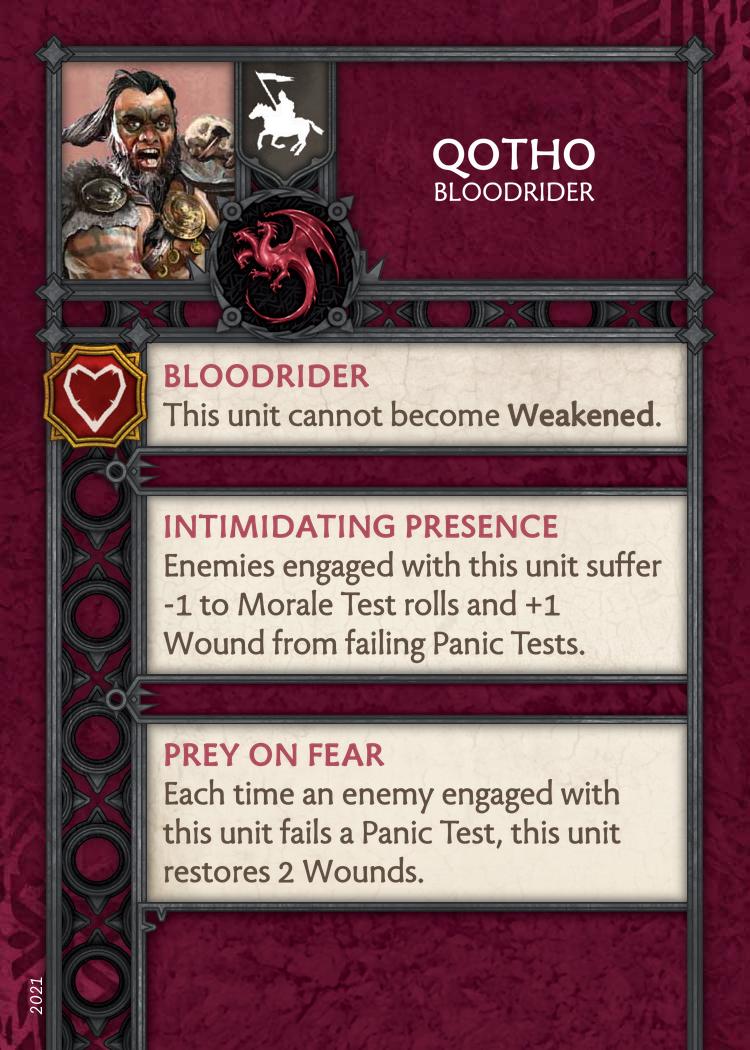 QOTHO
BLOODRIDER
BLOODRIDER
This unit cannot become Weakened.
INTIMIDATING PRESENCE
Enemies engaged with this unit suffer
-1 to Morale Test rolls and +1
Wound from failing Panic Tests.
PREY ON FEAR
Each time an enemy engaged with
this unit fails a Panic Test, this unit
restores 2 Wounds.
2021